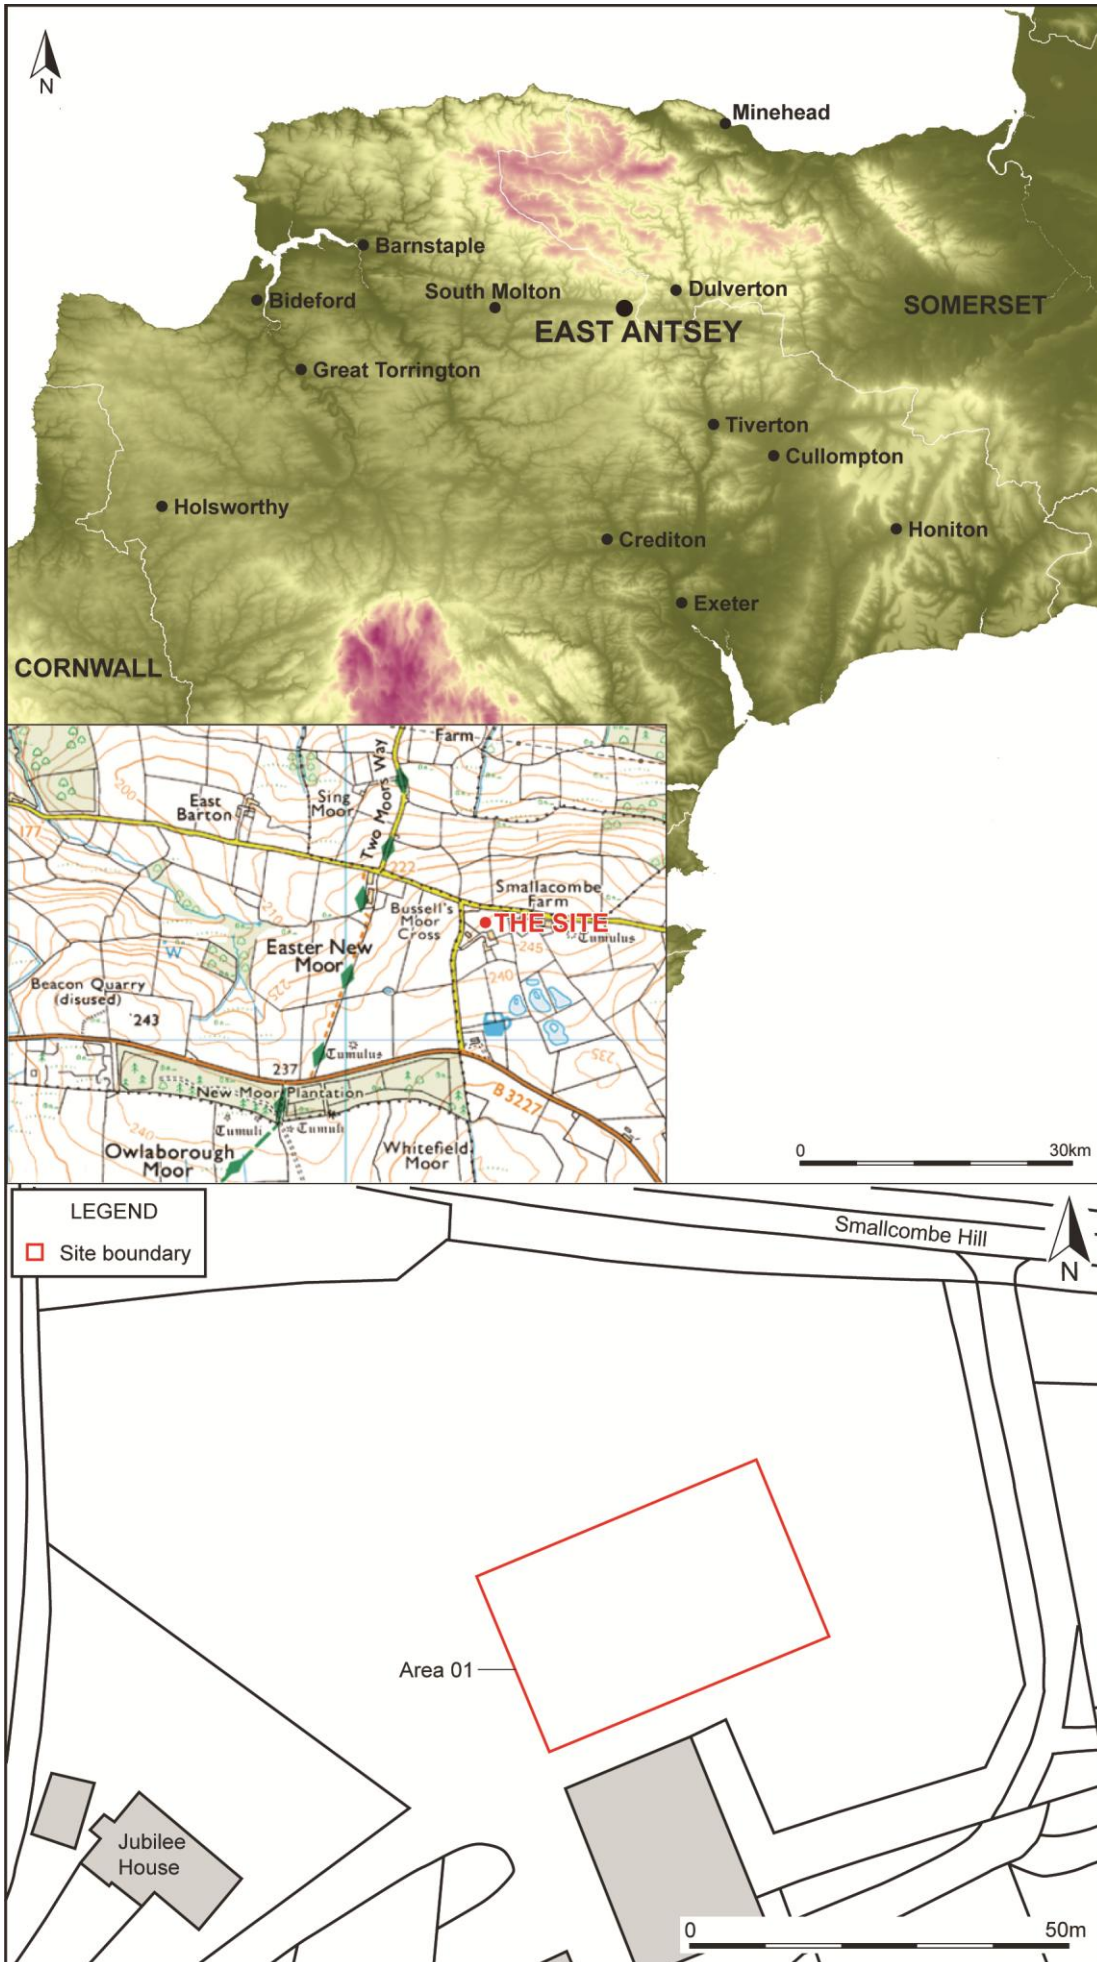 N
Minehead
Barnstaple
Bideford
South Molton
Dulverton
SOMERSET
EAST ANTSEY
Great Torrington
Tiverton
Cullompton
Holsworthy
Crediton
Honiton
Exeter
CORNWALL
Farm
Two Moors Way
200
East
Barton
Sing
Moor
177
222
Smallacombe
Farm
210
Bussell's
Moor
Cross
THE SITE
Tumulus
245
Easter New
Moor
W
225
240
Beacon Quarry
(disused)
243
235
Tumulus
237
New Moor Plantation
B 3227
Tumuli
Tumuli
240
Owlaborough
Moor
Whitefield
Moor
0 30km
LEGEND
Site boundary
Smallcombe Hill
N
Area 01
Jubilee
House
0 50m